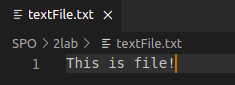 textFile.txt ×
SPO > 2lab > textFile.txt
1 This is file!